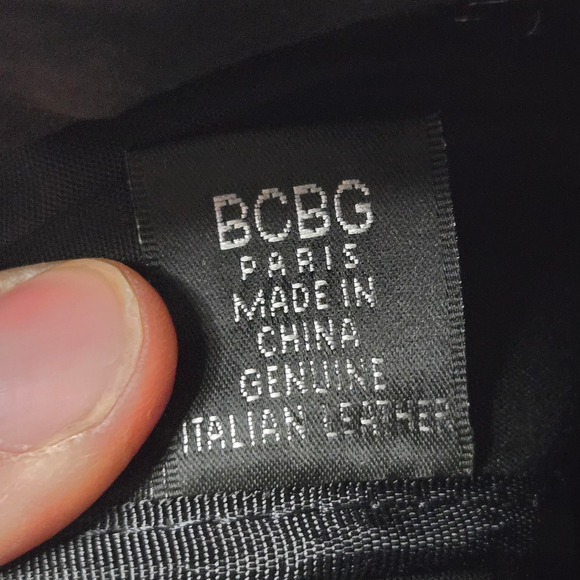 BCBG
PARIS
MADE IN
CHINA
GENUINE
ITALIAN LEATHER